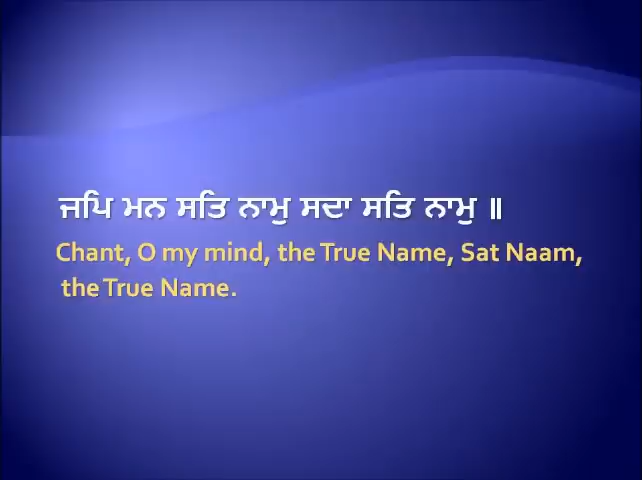 ਜਪਿ ਮਨ ਸਤਿ ਨਾਮੁ ਸਦਾ ਸਤਿ ਨਾਮੁ ॥
Chant, O my mind, the True Name, Sat Naam,
the True Name.